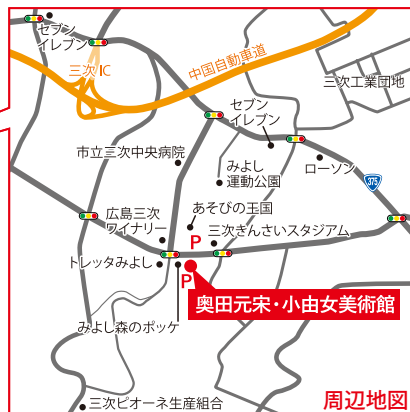 セブン
イレブン
三次IC
中国自動車道
三次工業団地
セブン
イレブン
市立三次中央病院
みよし
運動公園
ローソン
375
広島三次
ワイナリー
あそびの王国
P
三次きんさいスタジアム
トレッタみよし
P
奥田元宋・小由女美術館
みよし森のポッケ
三次ピオーネ生産組合
周辺地図